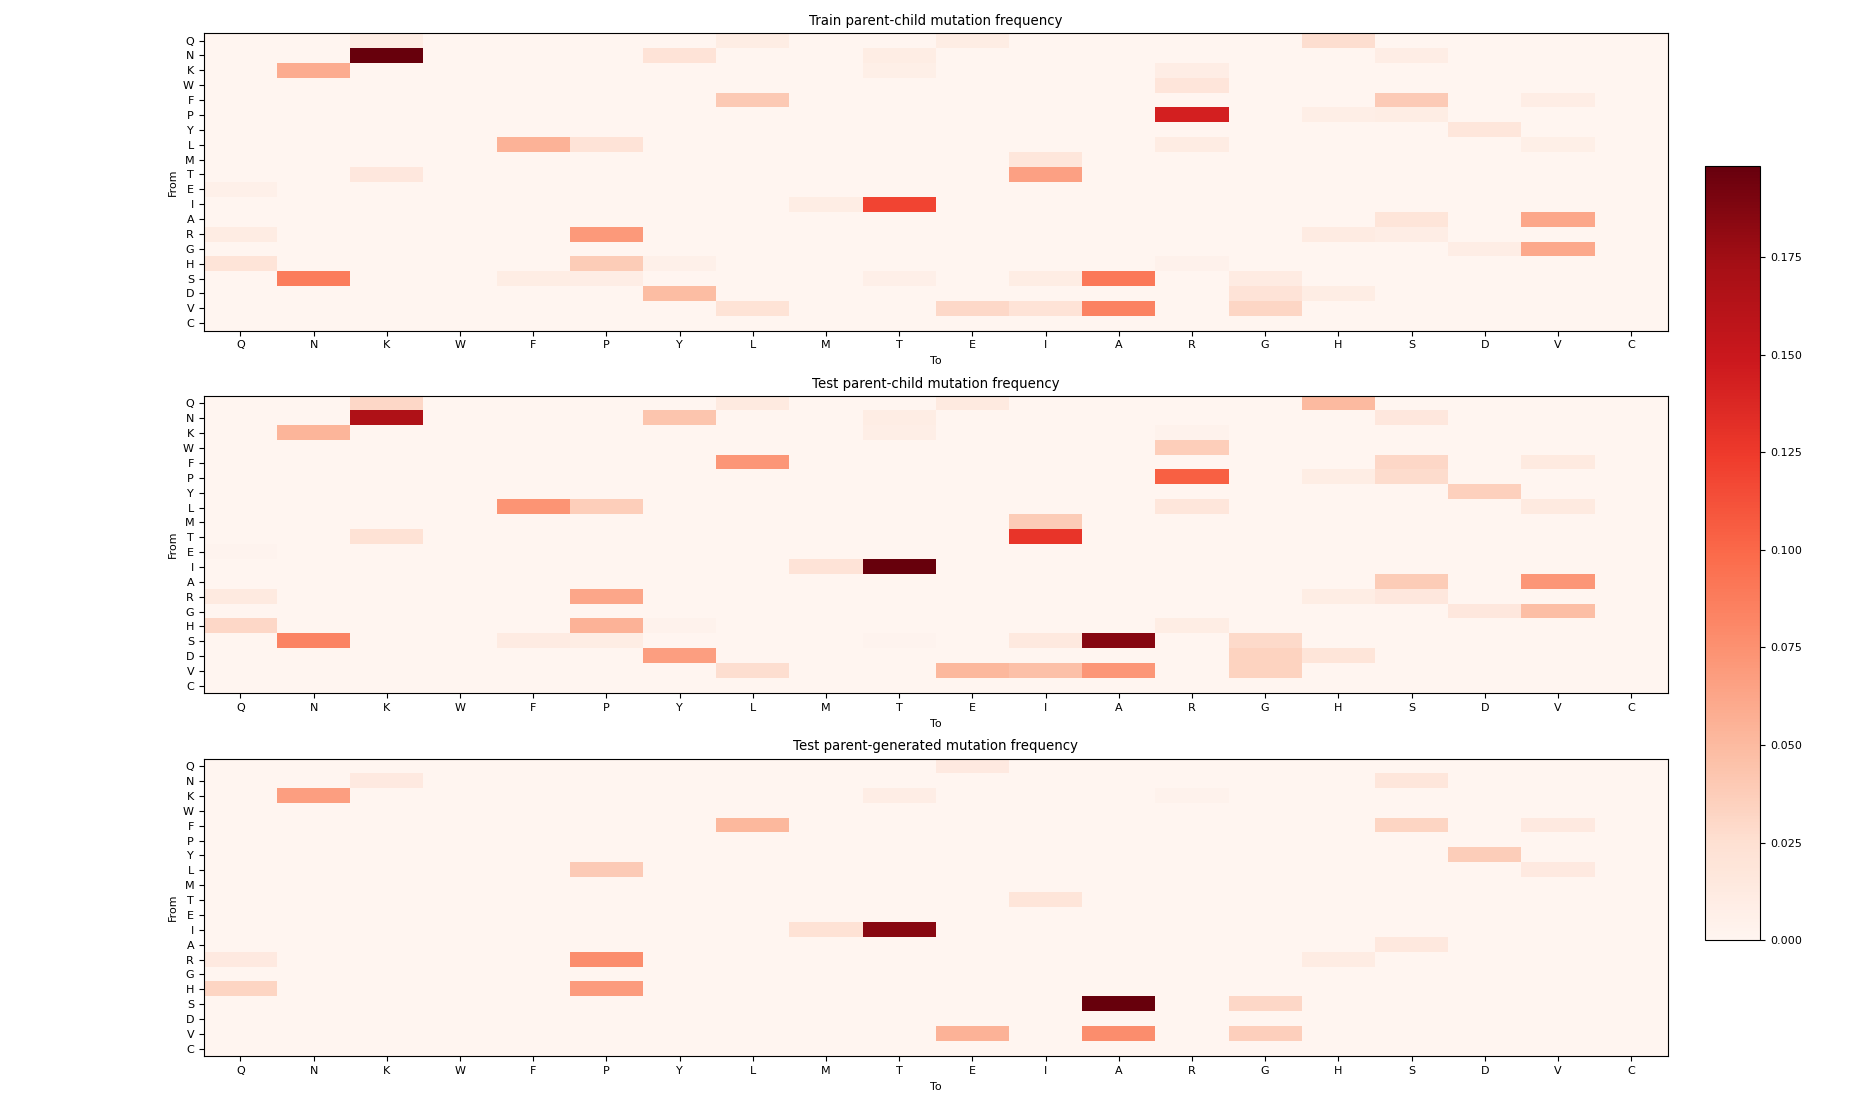 Train parent-child mutation frequency
From
Q
N
K
W
F
P
Y
L
M
T
E
I
A
R
G
H
S
D
V
C
Q N K W F P Y L M T E I A R G H S D V C
To
Test parent-child mutation frequency
From
Q
N
K
W
F
P
Y
L
M
T
E
I
A
R
G
H
S
D
V
C
Q N K W F P Y L M T E I A R G H S D V C
To
Test parent-generated mutation frequency
From
Q
N
K
W
F
P
Y
L
M
T
E
I
A
R
G
H
S
D
V
C
Q N K W F P Y L M T E I A R G H S D V C
To
0.175
0.150
0.125
0.100
0.075
0.050
0.025
0.000